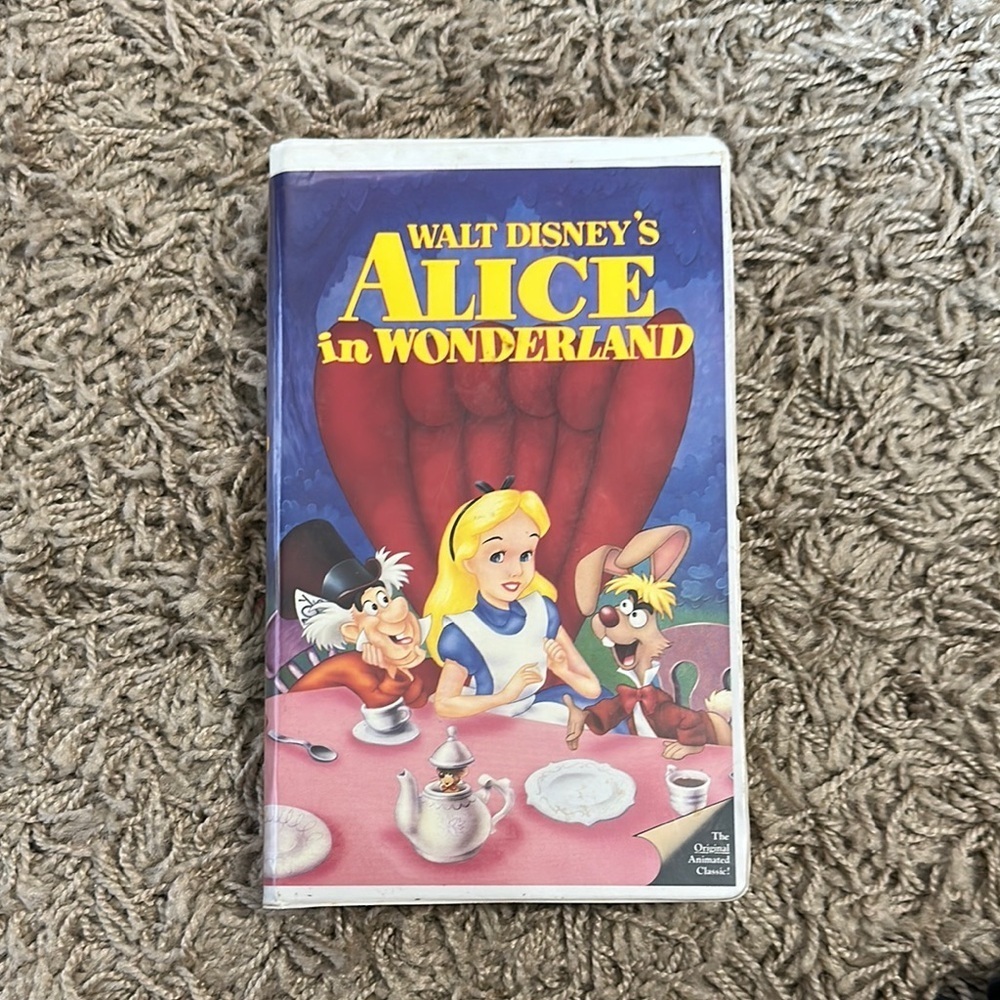 WALT DISNEY'S
ALICE
in WONDERLAND
The
Original
Animated
Classic!